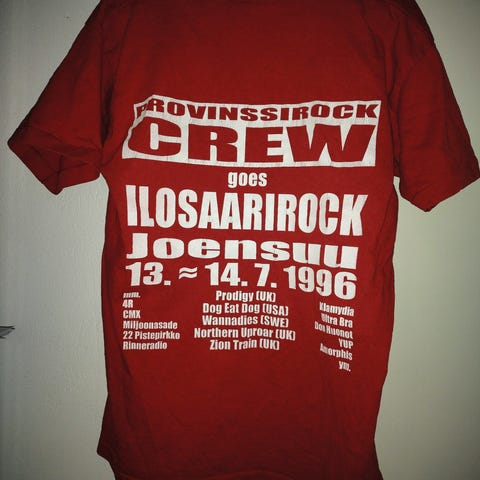 PROVINSSIROCK
CREW
goes
ILOSAARIROCK
Joensuu
13. ≈ 14. 7. 1996
mm.
4R
CMX
Miljoonasade
22 Pistepirkko
Rinneradio
Prodigy (UK)
Dog Eat Dog (USA)
Wannadies (SWE)
Northern Uproar (UK)
Zion Train (UK)
Klamydia
Ultra Bra
Don Huonot
YUP
Amorphis
ym.